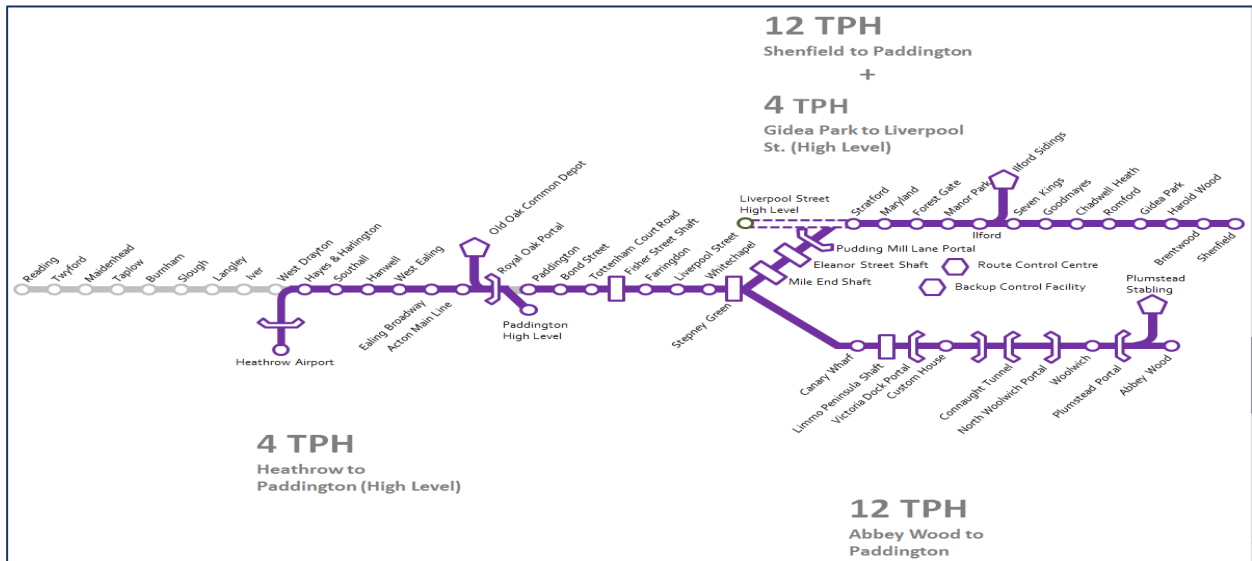 12 TPH
Shenfield to Paddington
+
4 TPH
Gidea Park to Liverpool
St. (High Level)
Reading
Twyford
Maidenhead
Taplow
Burnham
Slough
Langley
Iver
West Drayton
Hayes & Harlington
Southall
Hanwell
West Ealing
Ealing Broadway
Acton Main Line
Old Oak Common Depot
Royal Oak Portal
Paddington
High Level
Heathrow Airport
Paddington
Bond Street
Tottenham Court Road
Fisher Street Shaft
Farringdon
Liverpool Street
Whitechapel
Stepney Green
Liverpool Street
High Level
Mile End Shaft
Eleanor Street Shaft
Pudding Mill Lane Portal
Stratford
Maryland
Forest Gate
Manor Park
Ilford
Ilford Sidings
Seven Kings
Goodmayes
Chadwell Heath
Romford
Gidea Park
Harold Wood
Brentwood
Shenfield
Route Control Centre
Backup Control Facility
Plumstead
Stabling
Canary Wharf
Limmo Peninsula Shaft
Victoria Dock Portal
Custom House
Connaught Tunnel
North Woolwich Portal
Woolwich
Plumstead Portal
Abbey Wood
4 TPH
Heathrow to
Paddington (High Level)
12 TPH
Abbey Wood to
Paddington